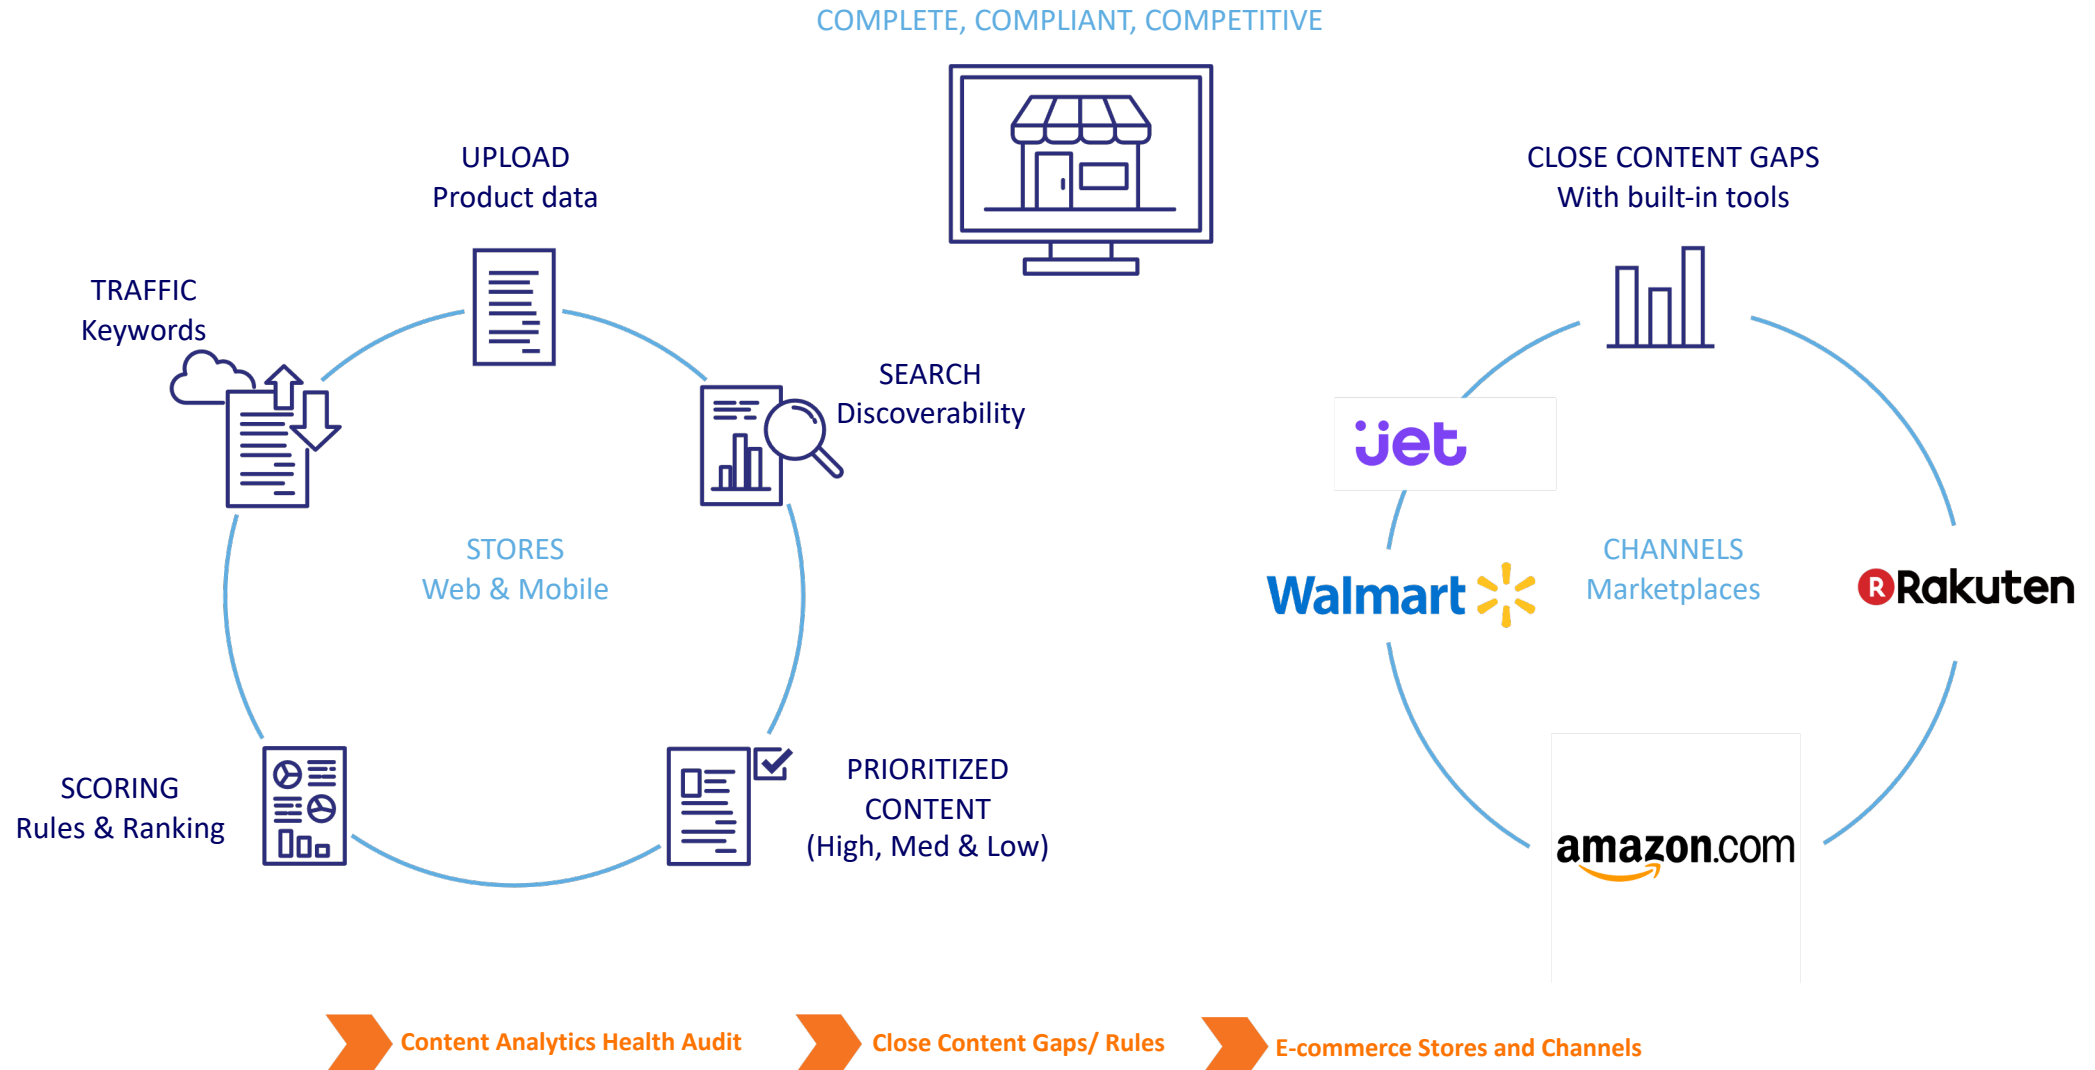 COMPLETE, COMPLIANT, COMPETITIVE
UPLOAD
Product data
TRAFFIC
Keywords
SEARCH
Discoverability
STORES
Web & Mobile
SCORING
Rules & Ranking
PRIORITIZED
CONTENT
(High, Med & Low)
CLOSE CONTENT GAPS
With built-in tools
jet
Walmart
CHANNELS
Marketplaces
R Rakuten
amazon.com
Content Analytics Health Audit
Close Content Gaps/ Rules
E-commerce Stores and Channels